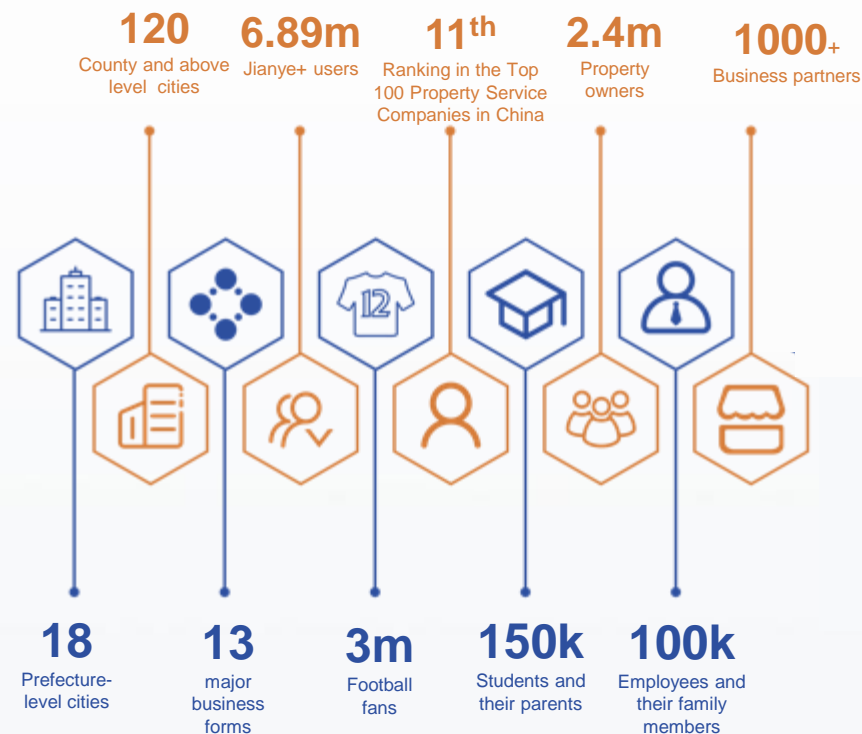 120
County and above
level cities
6.89m
Jianye+ users
11th
Ranking in the Top
100 Property Service
Companies in China
2.4m
Property
owners
1000+
Business partners
12
18
Prefecture-
level cities
13
major
business
forms
3m
Football
fans
150k
Students and
their parents
100k
Employees and
their family
members